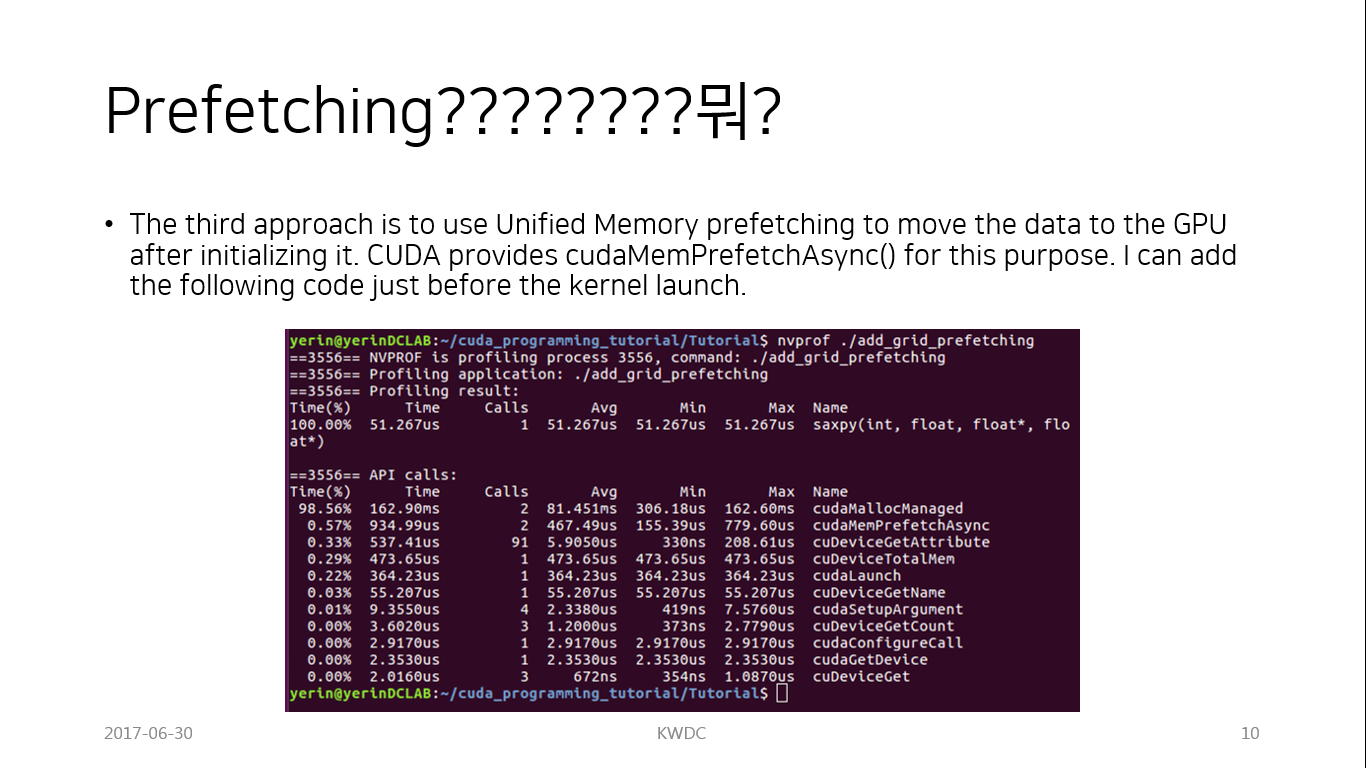 Prefetching????????뭐?
• The third approach is to use Unified Memory prefetching to move the data to the GPU
after initializing it. CUDA provides cudaMemPrefetchAsync() for this purpose. I can add
the following code just before the kernel launch.
yerin@yerinDCLAB:~/cuda_programming_tutorial/Tutorial$ nvprof ./add_grid_prefetching
==3556== NVPROF is profiling process 3556, command: ./add_grid_prefetching
==3556== Profiling application: ./add_grid_prefetching
==3556== Profiling result:
Time(%)      Time     Calls       Avg       Min       Max  Name
100.00%  51.267us         1  51.267us  51.267us  51.267us  saxpy(int, float, float*, flo
at*)
==3556== API calls:
Time(%)      Time     Calls       Avg       Min       Max  Name
 98.56%  162.90ms         2  81.451ms  306.18us  162.60ms  cudaMallocManaged
  0.57%  934.99us         2  467.49us  155.39us  779.60us  cudaMemPrefetchAsync
  0.33%  537.41us        91  5.9050us     330ns  208.61us  cuDeviceGetAttribute
  0.29%  473.65us         1  473.65us  473.65us  473.65us  cuDeviceTotalMem
  0.22%  364.23us         1  364.23us  364.23us  364.23us  cudaLaunch
  0.03%  55.207us         1  55.207us  55.207us  55.207us  cuDeviceGetName
  0.01%  9.3550us         4  2.3380us     419ns  7.5760us  cudaSetupArgument
  0.00%  3.6020us         3  1.2000us     373ns  2.7790us  cuDeviceGetCount
  0.00%  2.9170us         1  2.9170us  2.9170us  2.9170us  cudaConfigureCall
  0.00%  2.3530us         1  2.3530us  2.3530us  2.3530us  cudaGetDevice
  0.00%  2.0160us         3     672ns     354ns  1.0870us  cuDeviceGet
yerin@yerinDCLAB:~/cuda_programming_tutorial/Tutorial$
2017-06-30 KWDC 10